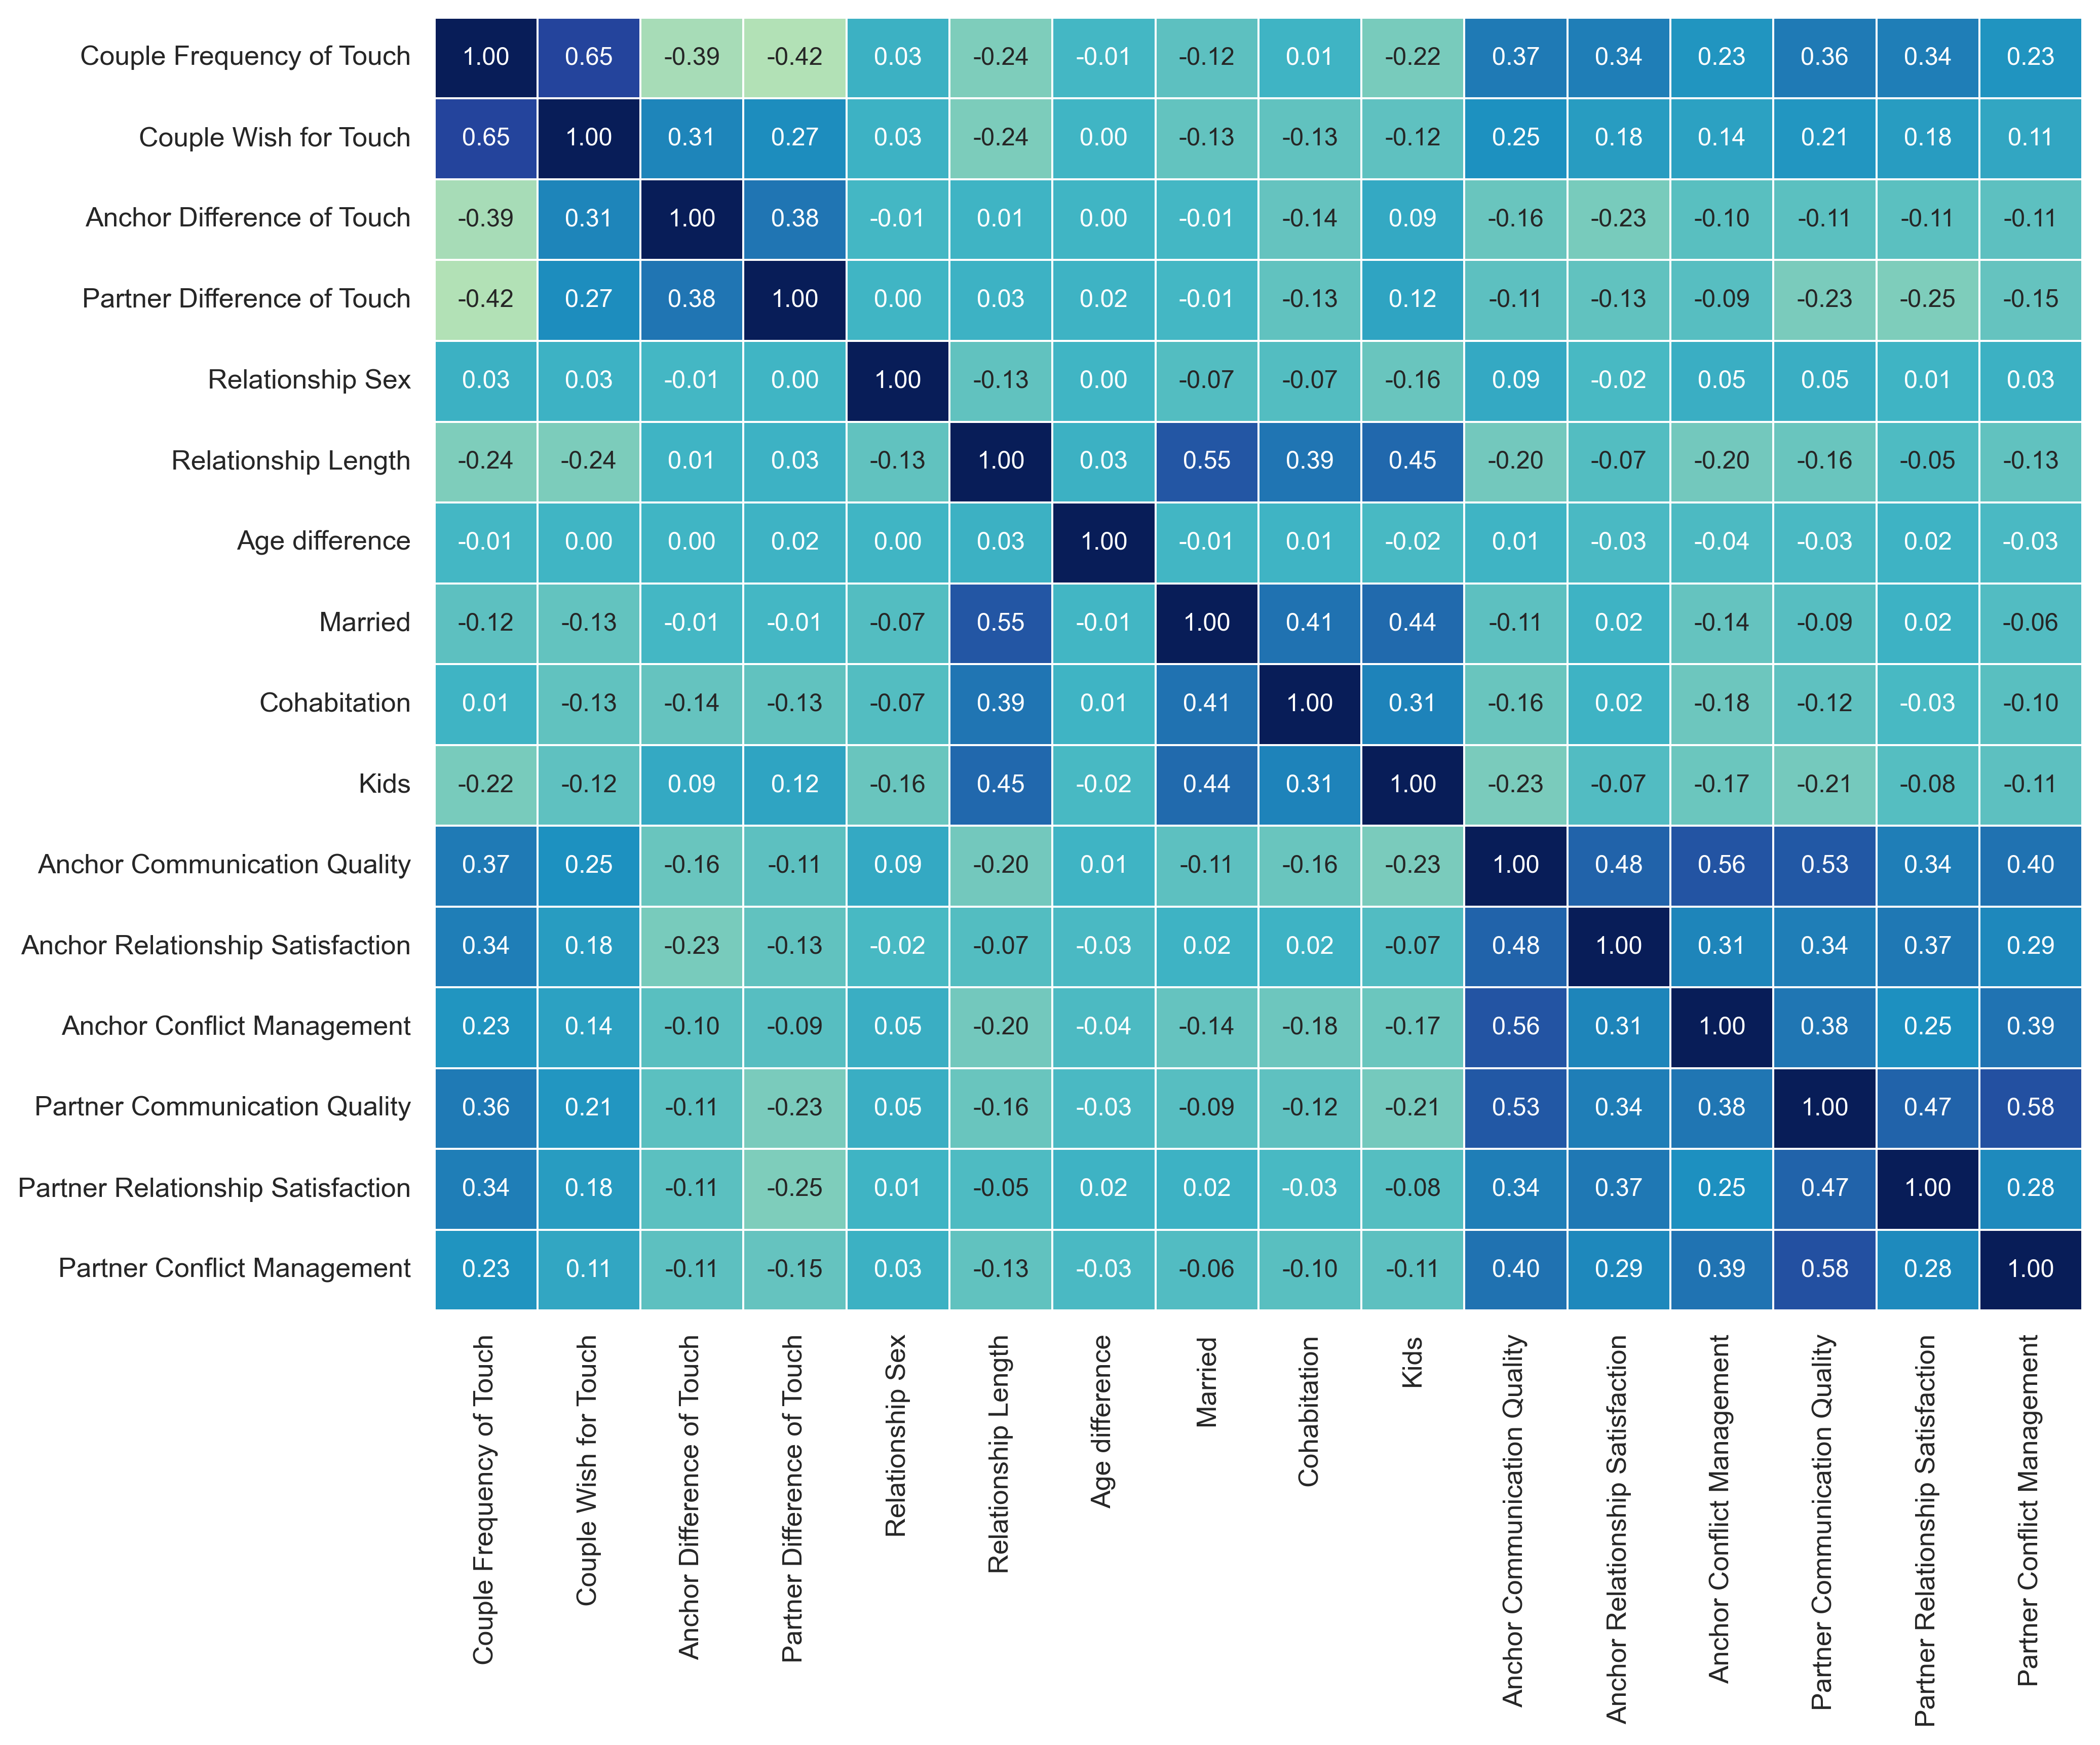 Couple Frequency of Touch 1.00 0.65 -0.39 -0.42 0.03 -0.24 -0.01 -0.12 0.01 -0.22 0.37 0.34 0.23 0.36 0.34 0.23
Couple Wish for Touch 0.65 1.00 0.31 0.27 0.03 -0.24 0.00 -0.13 -0.13 -0.12 0.25 0.18 0.14 0.21 0.18 0.11
Anchor Difference of Touch -0.39 0.31 1.00 0.38 -0.01 0.01 0.00 -0.01 -0.14 0.09 -0.16 -0.23 -0.10 -0.11 -0.11 -0.11
Partner Difference of Touch -0.42 0.27 0.38 1.00 0.00 0.03 0.02 -0.01 -0.13 0.12 -0.11 -0.13 -0.09 -0.23 -0.25 -0.15
Relationship Sex 0.03 0.03 -0.01 0.00 1.00 -0.13 0.00 -0.07 -0.07 -0.16 0.09 -0.02 0.05 0.05 0.01 0.03
Relationship Length -0.24 -0.24 0.01 0.03 -0.13 1.00 0.03 0.55 0.39 0.45 -0.20 -0.07 -0.20 -0.16 -0.05 -0.13
Age difference -0.01 0.00 0.00 0.02 0.00 0.03 1.00 -0.01 0.01 -0.02 0.01 -0.03 -0.04 -0.03 0.02 -0.03
Married -0.12 -0.13 -0.01 -0.01 -0.07 0.55 -0.01 1.00 0.41 0.44 -0.11 0.02 -0.14 -0.09 0.02 -0.06
Cohabitation 0.01 -0.13 -0.14 -0.13 -0.07 0.39 0.01 0.41 1.00 0.31 -0.16 0.02 -0.18 -0.12 -0.03 -0.10
Kids -0.22 -0.12 0.09 0.12 -0.16 0.45 -0.02 0.44 0.31 1.00 -0.23 -0.07 -0.17 -0.21 -0.08 -0.11
Anchor Communication Quality 0.37 0.25 -0.16 -0.11 0.09 -0.20 0.01 -0.11 -0.16 -0.23 1.00 0.48 0.56 0.53 0.34 0.40
Anchor Relationship Satisfaction 0.34 0.18 -0.23 -0.13 -0.02 -0.07 -0.03 0.02 0.02 -0.07 0.48 1.00 0.31 0.34 0.37 0.29
Anchor Conflict Management 0.23 0.14 -0.10 -0.09 0.05 -0.20 -0.04 -0.14 -0.18 -0.17 0.56 0.31 1.00 0.38 0.25 0.39
Partner Communication Quality 0.36 0.21 -0.11 -0.23 0.05 -0.16 -0.03 -0.09 -0.12 -0.21 0.53 0.34 0.38 1.00 0.47 0.58
Partner Relationship Satisfaction 0.34 0.18 -0.11 -0.25 0.01 -0.05 0.02 0.02 -0.03 -0.08 0.34 0.37 0.25 0.47 1.00 0.28
Partner Conflict Management 0.23 0.11 -0.11 -0.15 0.03 -0.13 -0.03 -0.06 -0.10 -0.11 0.40 0.29 0.39 0.58 0.28 1.00
Couple Frequency of Touch
Couple Wish for Touch
Anchor Difference of Touch
Partner Difference of Touch
Relationship Sex
Relationship Length
Age difference
Married
Cohabitation
Kids
Anchor Communication Quality
Anchor Relationship Satisfaction
Anchor Conflict Management
Partner Communication Quality
Partner Relationship Satisfaction
Partner Conflict Management